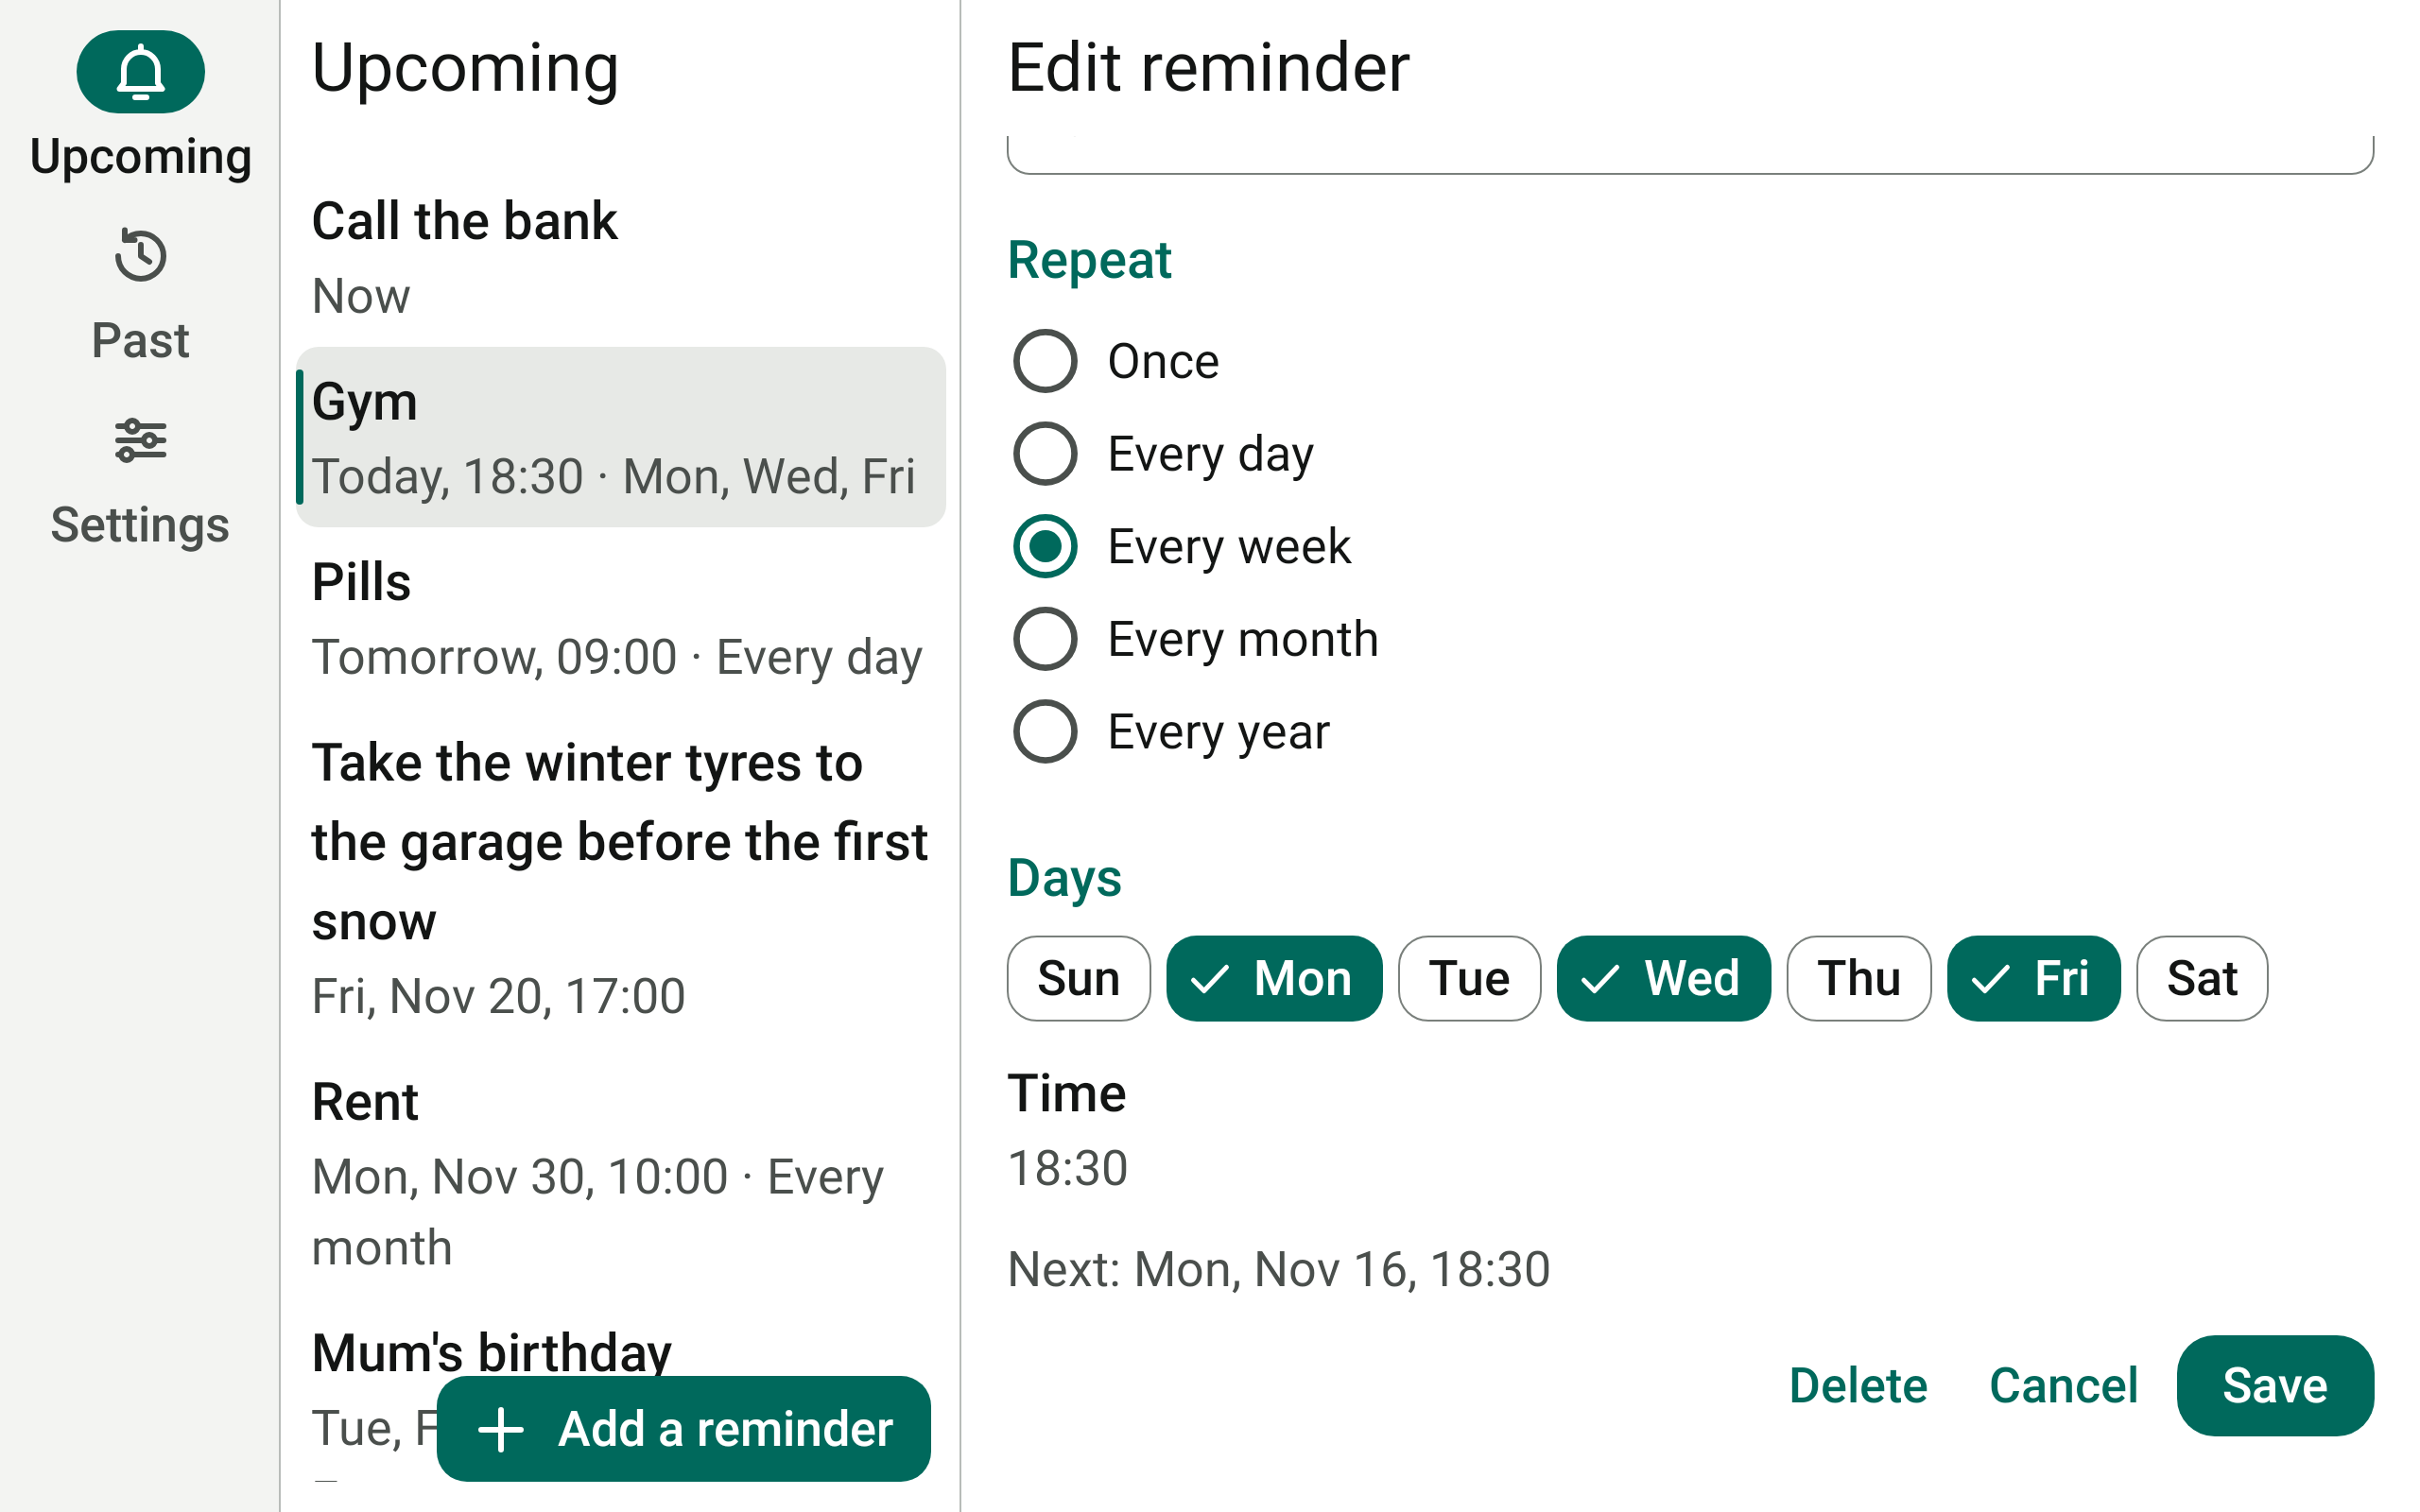 Upcoming
Past
Settings
Upcoming
Call the bank
Now
Gym
Today, 18:30 · Mon, Wed, Fri
Pills
Tomorrow, 09:00 · Every day
Take the winter tyres to
the garage before the first
snow
Fri, Nov 20, 17:00
Rent
Mon, Nov 30, 10:00 · Every
month
Mum's birthday
Tue,
Add a reminder
Edit reminder
Repeat
Once
Every day
Every week
Every month
Every year
Days
Sun
Mon
Tue
Wed
Thu
Fri
Sat
Time
18:30
Next: Mon, Nov 16, 18:30
Delete
Cancel
Save